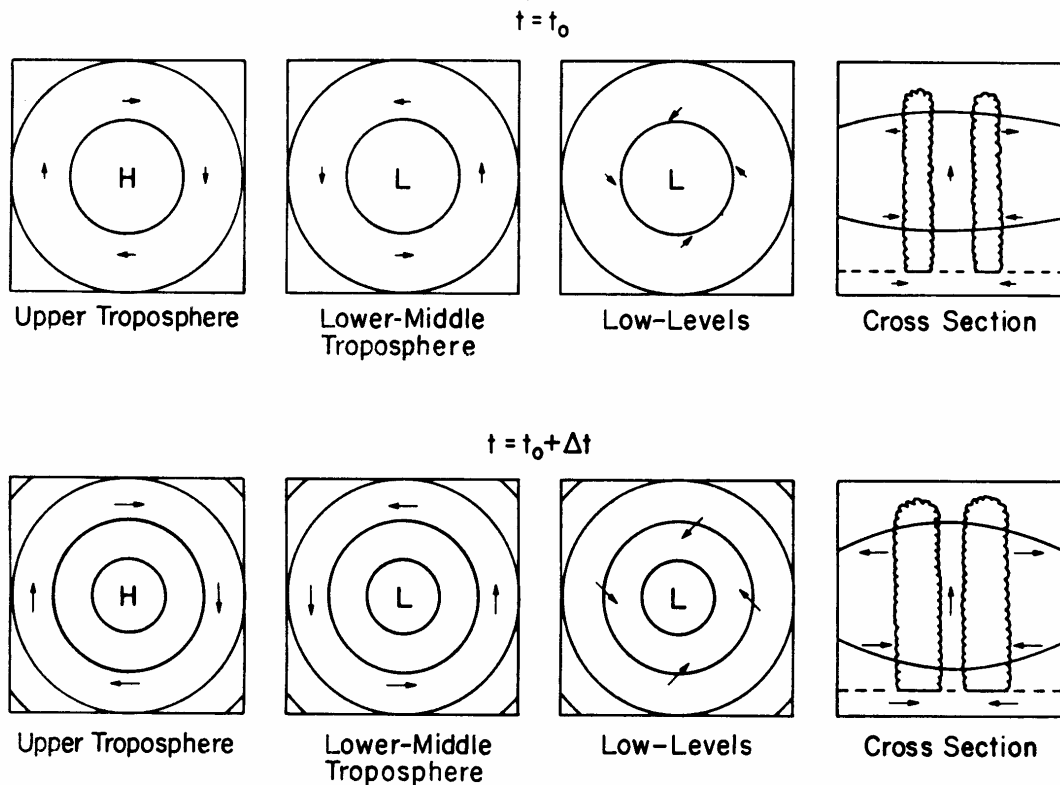 t = t₀
H
L
L
Upper Troposphere
Lower-Middle
Troposphere
Low-Levels
Cross Section
t = t₀ + Δt
H
L
L
Upper Troposphere
Lower-Middle
Troposphere
Low-Levels
Cross Section